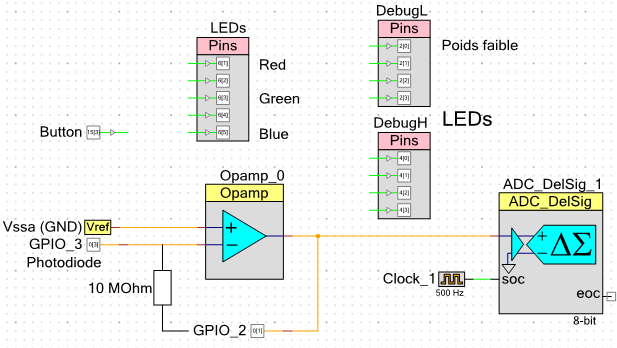 LEDs
Pins
6[1]
Red
6[2]
6[3]
Green
6[4]
6[5]
Blue
Button
15[3]
DebugL
Pins
2[0]
Poids faible
2[1]
2[2]
2[3]
DebugH
LEDs
Pins
4[0]
4[1]
4[2]
4[3]
Opamp_0
Opamp
+
−
Vssa (GND)
Vref
GPIO_3
0[3]
Photodiode
10 MOhm
GPIO_2
0[1]
ADC_DelSig_1
ADC_DelSig
+
−
ΔΣ
Clock_1
500 Hz
soc
eoc
8-bit